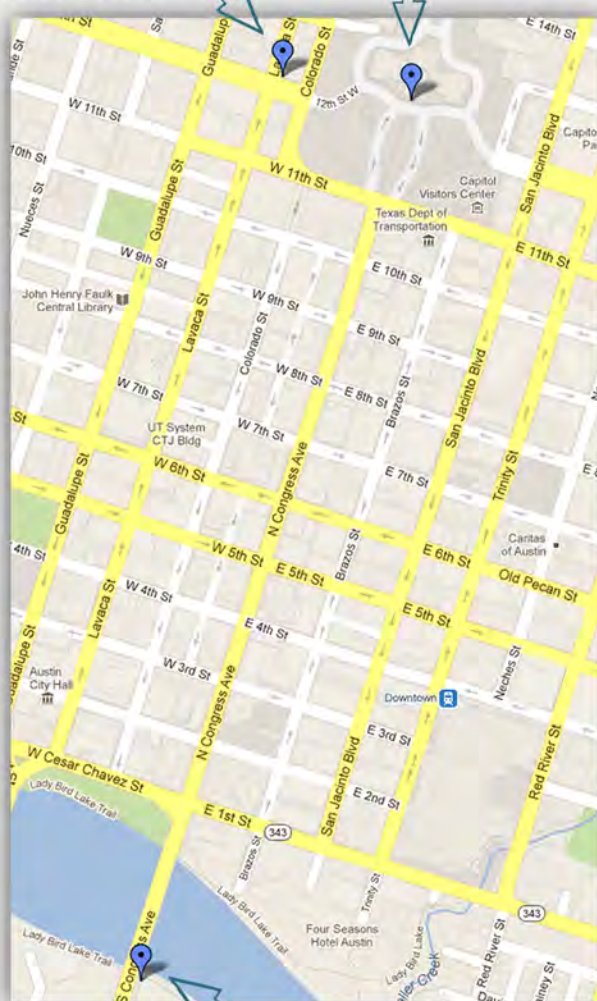 E 14th St
Guadalupe St
Colorado St
12th St W
W 11th St
10th St
Nueces St
Guadalupe St
W 11th St
Capitol
Visitors Center
San Jacinto Blvd
Texas Dept of
Transportation
E 11th St
W 9th St
E 10th St
John Henry Faulk
Central Library
Lavaca St
W 9th St
E 9th St
Colorado St
W 8th St
E 8th St
Brazos St
San Jacinto Blvd
W 7th St
UT System
CTJ Bldg
W 7th St
E 7th St
Trinity St
St
W 6th St
N Congress Ave
Guadalupe St
Brazos St
Caritas
of Austin
E 6th St
Old Pecan St
W 5th St
E 5th St
E 5th St
4th St
Lavaca St
W 4th St
E 4th St
Guadalupe St
W 3rd St
Neches St
Austin
City Hall
N Congress Ave
Downtown
E 3rd St
San Jacinto Blvd
Red River St
W Cesar Chavez St
E 2nd St
Lady Bird Lake Trail
E 1st St
343
Brazos St
Trinity St
Lady Bird Lake Trail
Four Seasons
Hotel Austin
343
Lady Bird Lake Trail
S Congress Ave
Red River St